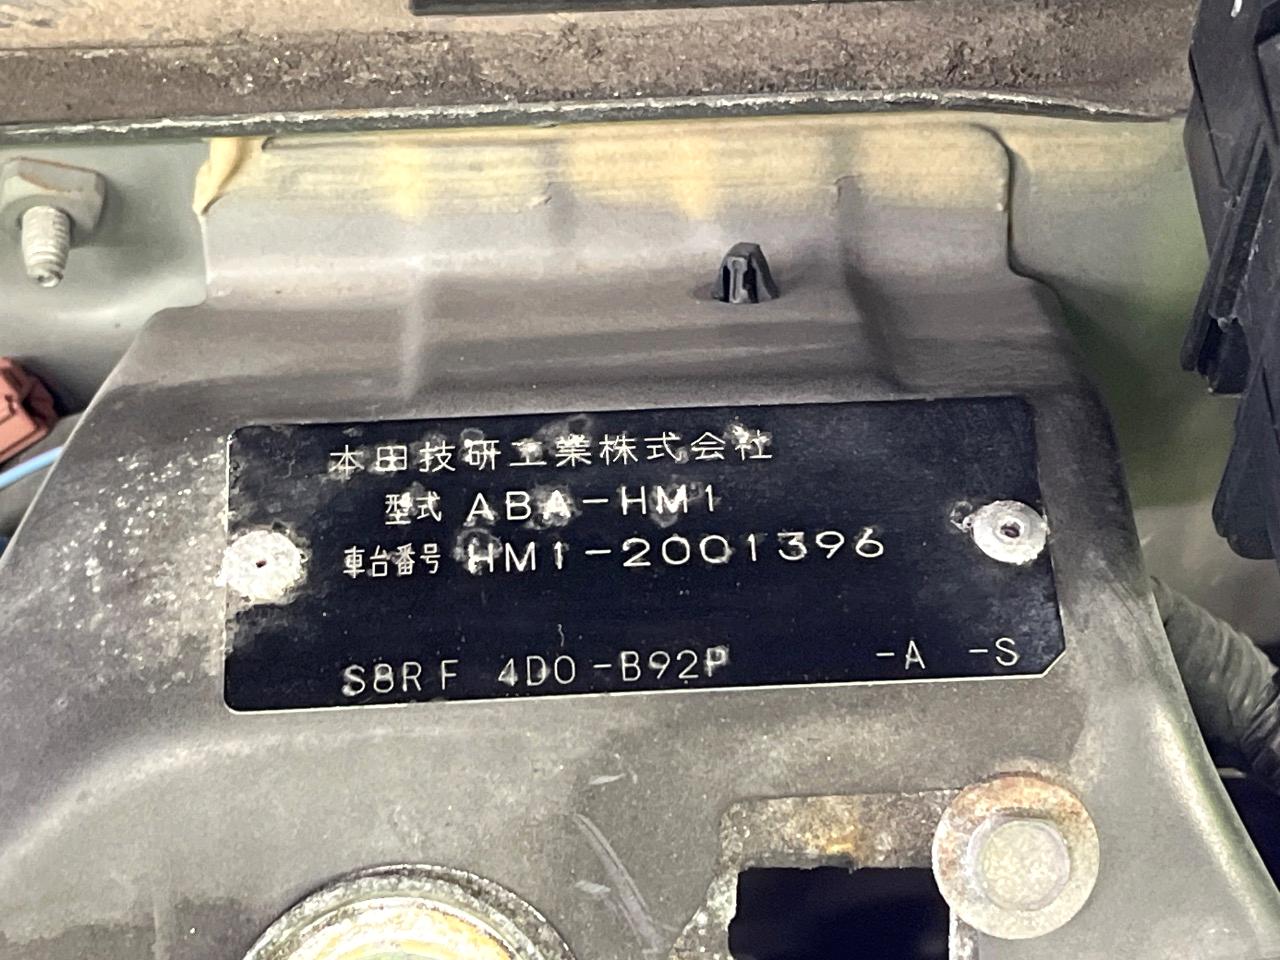 本田技研工業株式会社
型式 ABA-HM1
車台番号 HM1-2001396
S8RF 4D0-B92P -A -S